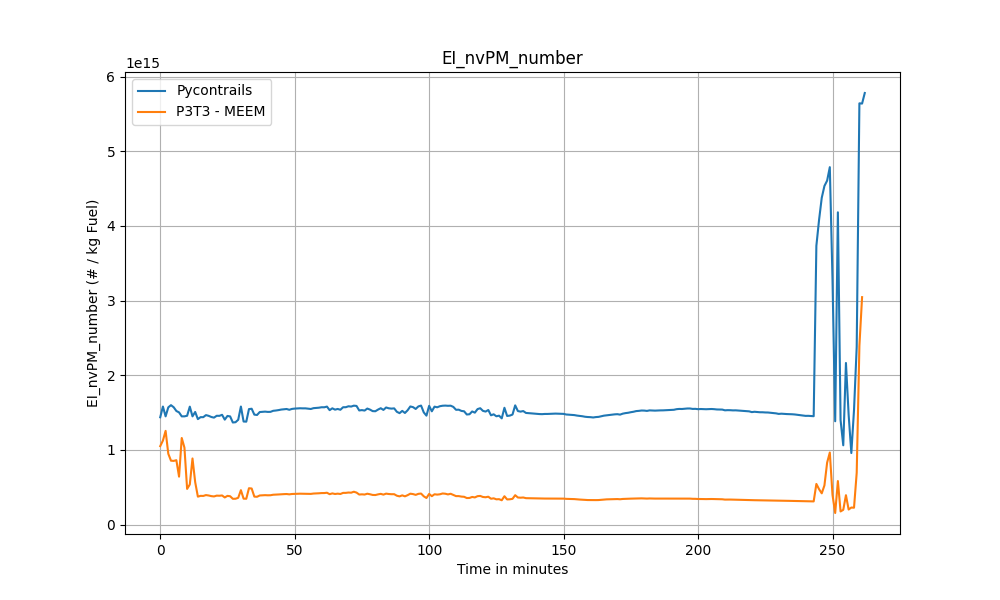 EI_nvPM_number
1e15
Pycontrails
P3T3 - MEEM
6
5
4
3
2
1
0
EI_nvPM_number (# / kg Fuel)
0 50 100 150 200 250
Time in minutes